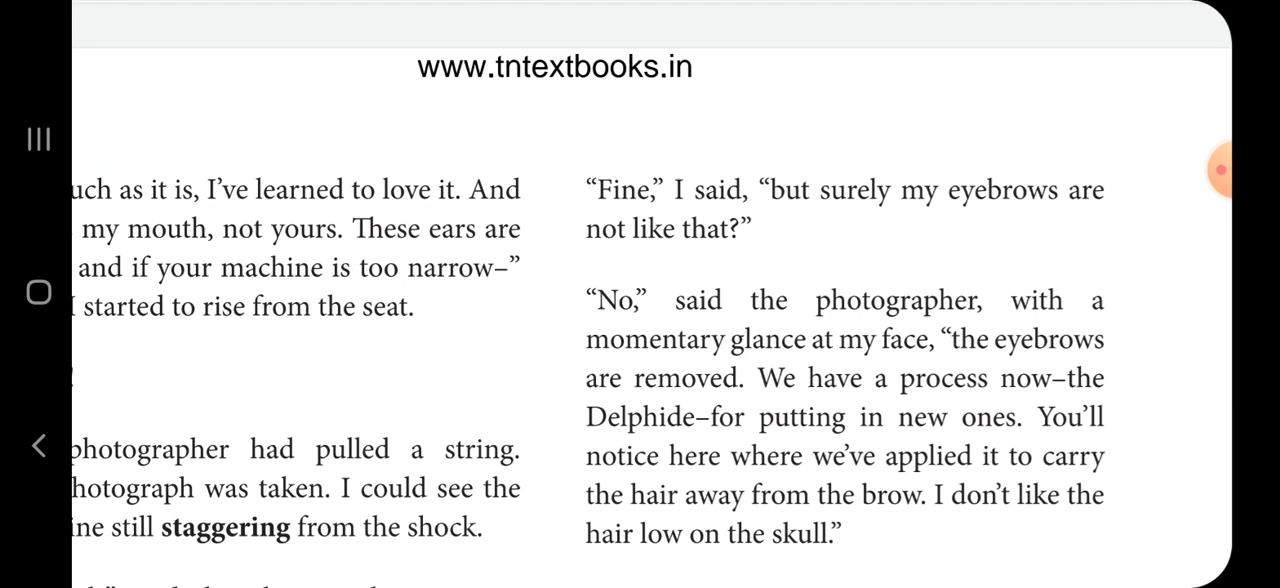 www.tntextbooks.in
uch as it is, I’ve learned to love it. And
my mouth, not yours. These ears are
and if your machine is too narrow–”
I started to rise from the seat.
photographer had pulled a string.
hotograph was taken. I could see the
ine still staggering from the shock.
“Fine,” I said, “but surely my eyebrows are
not like that?”
“No,” said the photographer, with a
momentary glance at my face, “the eyebrows
are removed. We have a process now–the
Delphide–for putting in new ones. You’ll
notice here where we’ve applied it to carry
the hair away from the brow. I don’t like the
hair low on the skull.”